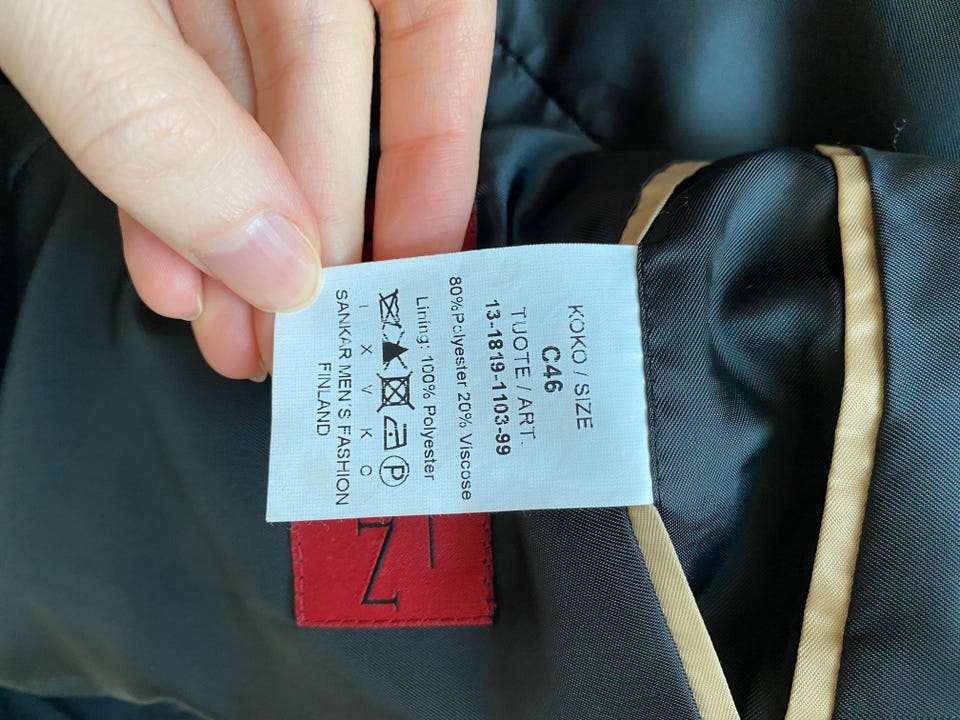 KOKO / SIZE
C46
TUOTE / ART.
13-1819-1103-99
80%Polyester 20% Viscose
Lining: 100% Polyester
P
I X V K C
SANKAR MEN'S FASHION
FINLAND
N